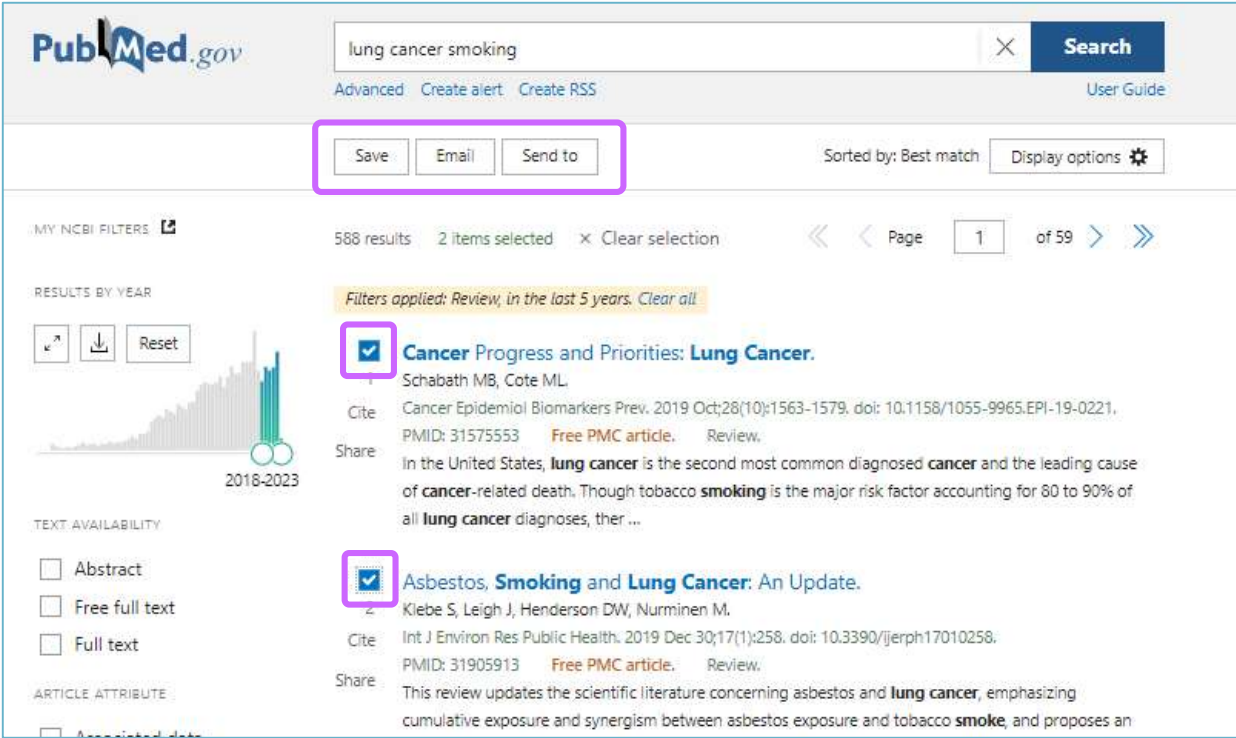 PubMed.gov
lung cancer smoking
Search
Advanced Create alert Create RSS
User Guide
Save Email Send to
Sorted by: Best match Display options
MY NCBI FILTERS
588 results 2 items selected × Clear selection
Page 1 of 59
RESULTS BY YEAR
Filters applied: Review, in the last 5 years. Clear all
Reset
2018-2023
Cancer Progress and Priorities: Lung Cancer.
1
Schabath MB, Cote ML.
Cite
Cancer Epidemiol Biomarkers Prev. 2019 Oct;28(10):1563-1579. doi: 10.1158/1055-9965.EPI-19-0221.
PMID: 31575553 Free PMC article. Review.
Share
In the United States, lung cancer is the second most common diagnosed cancer and the leading cause
of cancer-related death. Though tobacco smoking is the major risk factor accounting for 80 to 90% of
all lung cancer diagnoses, ther ...
TEXT AVAILABILITY
Abstract
Free full text
Full text
ARTICLE ATTRIBUTE
Associated data
Asbestos, Smoking and Lung Cancer: An Update.
2
Klebe S, Leigh J, Henderson DW, Nurminen M.
Cite
Int J Environ Res Public Health. 2019 Dec 30;17(1):258. doi: 10.3390/ijerph17010258.
PMID: 31905913 Free PMC article. Review.
Share
This review updates the scientific literature concerning asbestos and lung cancer, emphasizing
cumulative exposure and synergism between asbestos exposure and tobacco smoke, and proposes an